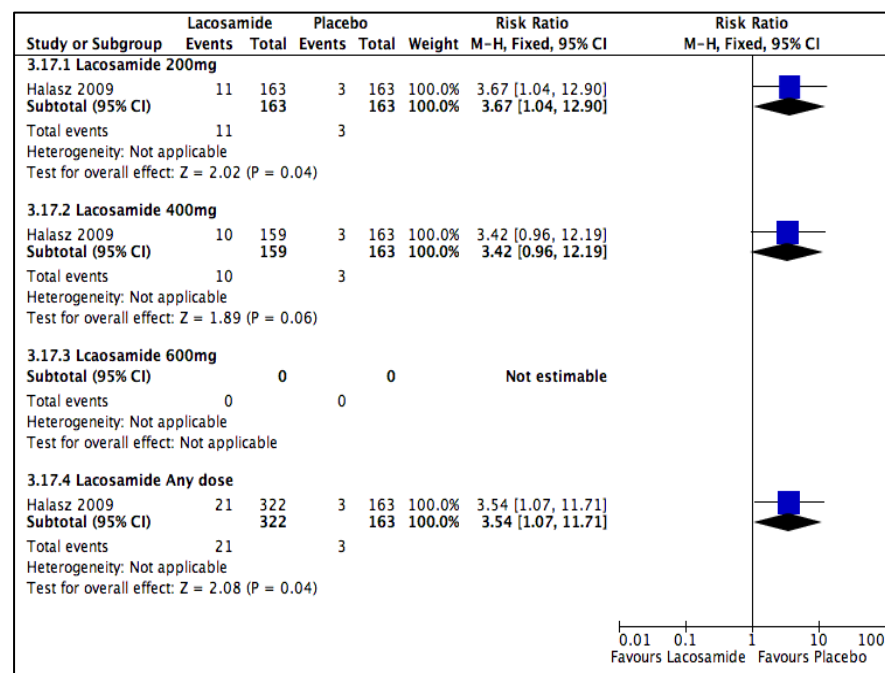 Lacosamide Placebo Risk Ratio Risk Ratio
Study or Subgroup Events Total Events Total Weight M-H, Fixed, 95% CI M-H, Fixed, 95% CI
3.17.1 Lacosamide 200mg
Halasz 2009 11 163 3 163 100.0% 3.67 [1.04, 12.90]
Subtotal (95% CI) 163 163 100.0% 3.67 [1.04, 12.90]
Total events 11 3
Heterogeneity: Not applicable
Test for overall effect: Z = 2.02 (P = 0.04)
3.17.2 Lacosamide 400mg
Halasz 2009 10 159 3 163 100.0% 3.42 [0.96, 12.19]
Subtotal (95% CI) 159 163 100.0% 3.42 [0.96, 12.19]
Total events 10 3
Heterogeneity: Not applicable
Test for overall effect: Z = 1.89 (P = 0.06)
3.17.3 Lcaosamide 600mg
Subtotal (95% CI) 0 0 Not estimable
Total events 0 0
Heterogeneity: Not applicable
Test for overall effect: Not applicable
3.17.4 Lacosamide Any dose
Halasz 2009 21 322 3 163 100.0% 3.54 [1.07, 11.71]
Subtotal (95% CI) 322 163 100.0% 3.54 [1.07, 11.71]
Total events 21 3
Heterogeneity: Not applicable
Test for overall effect: Z = 2.08 (P = 0.04)
0.01 0.1 1 10 100
Favours Lacosamide Favours Placebo